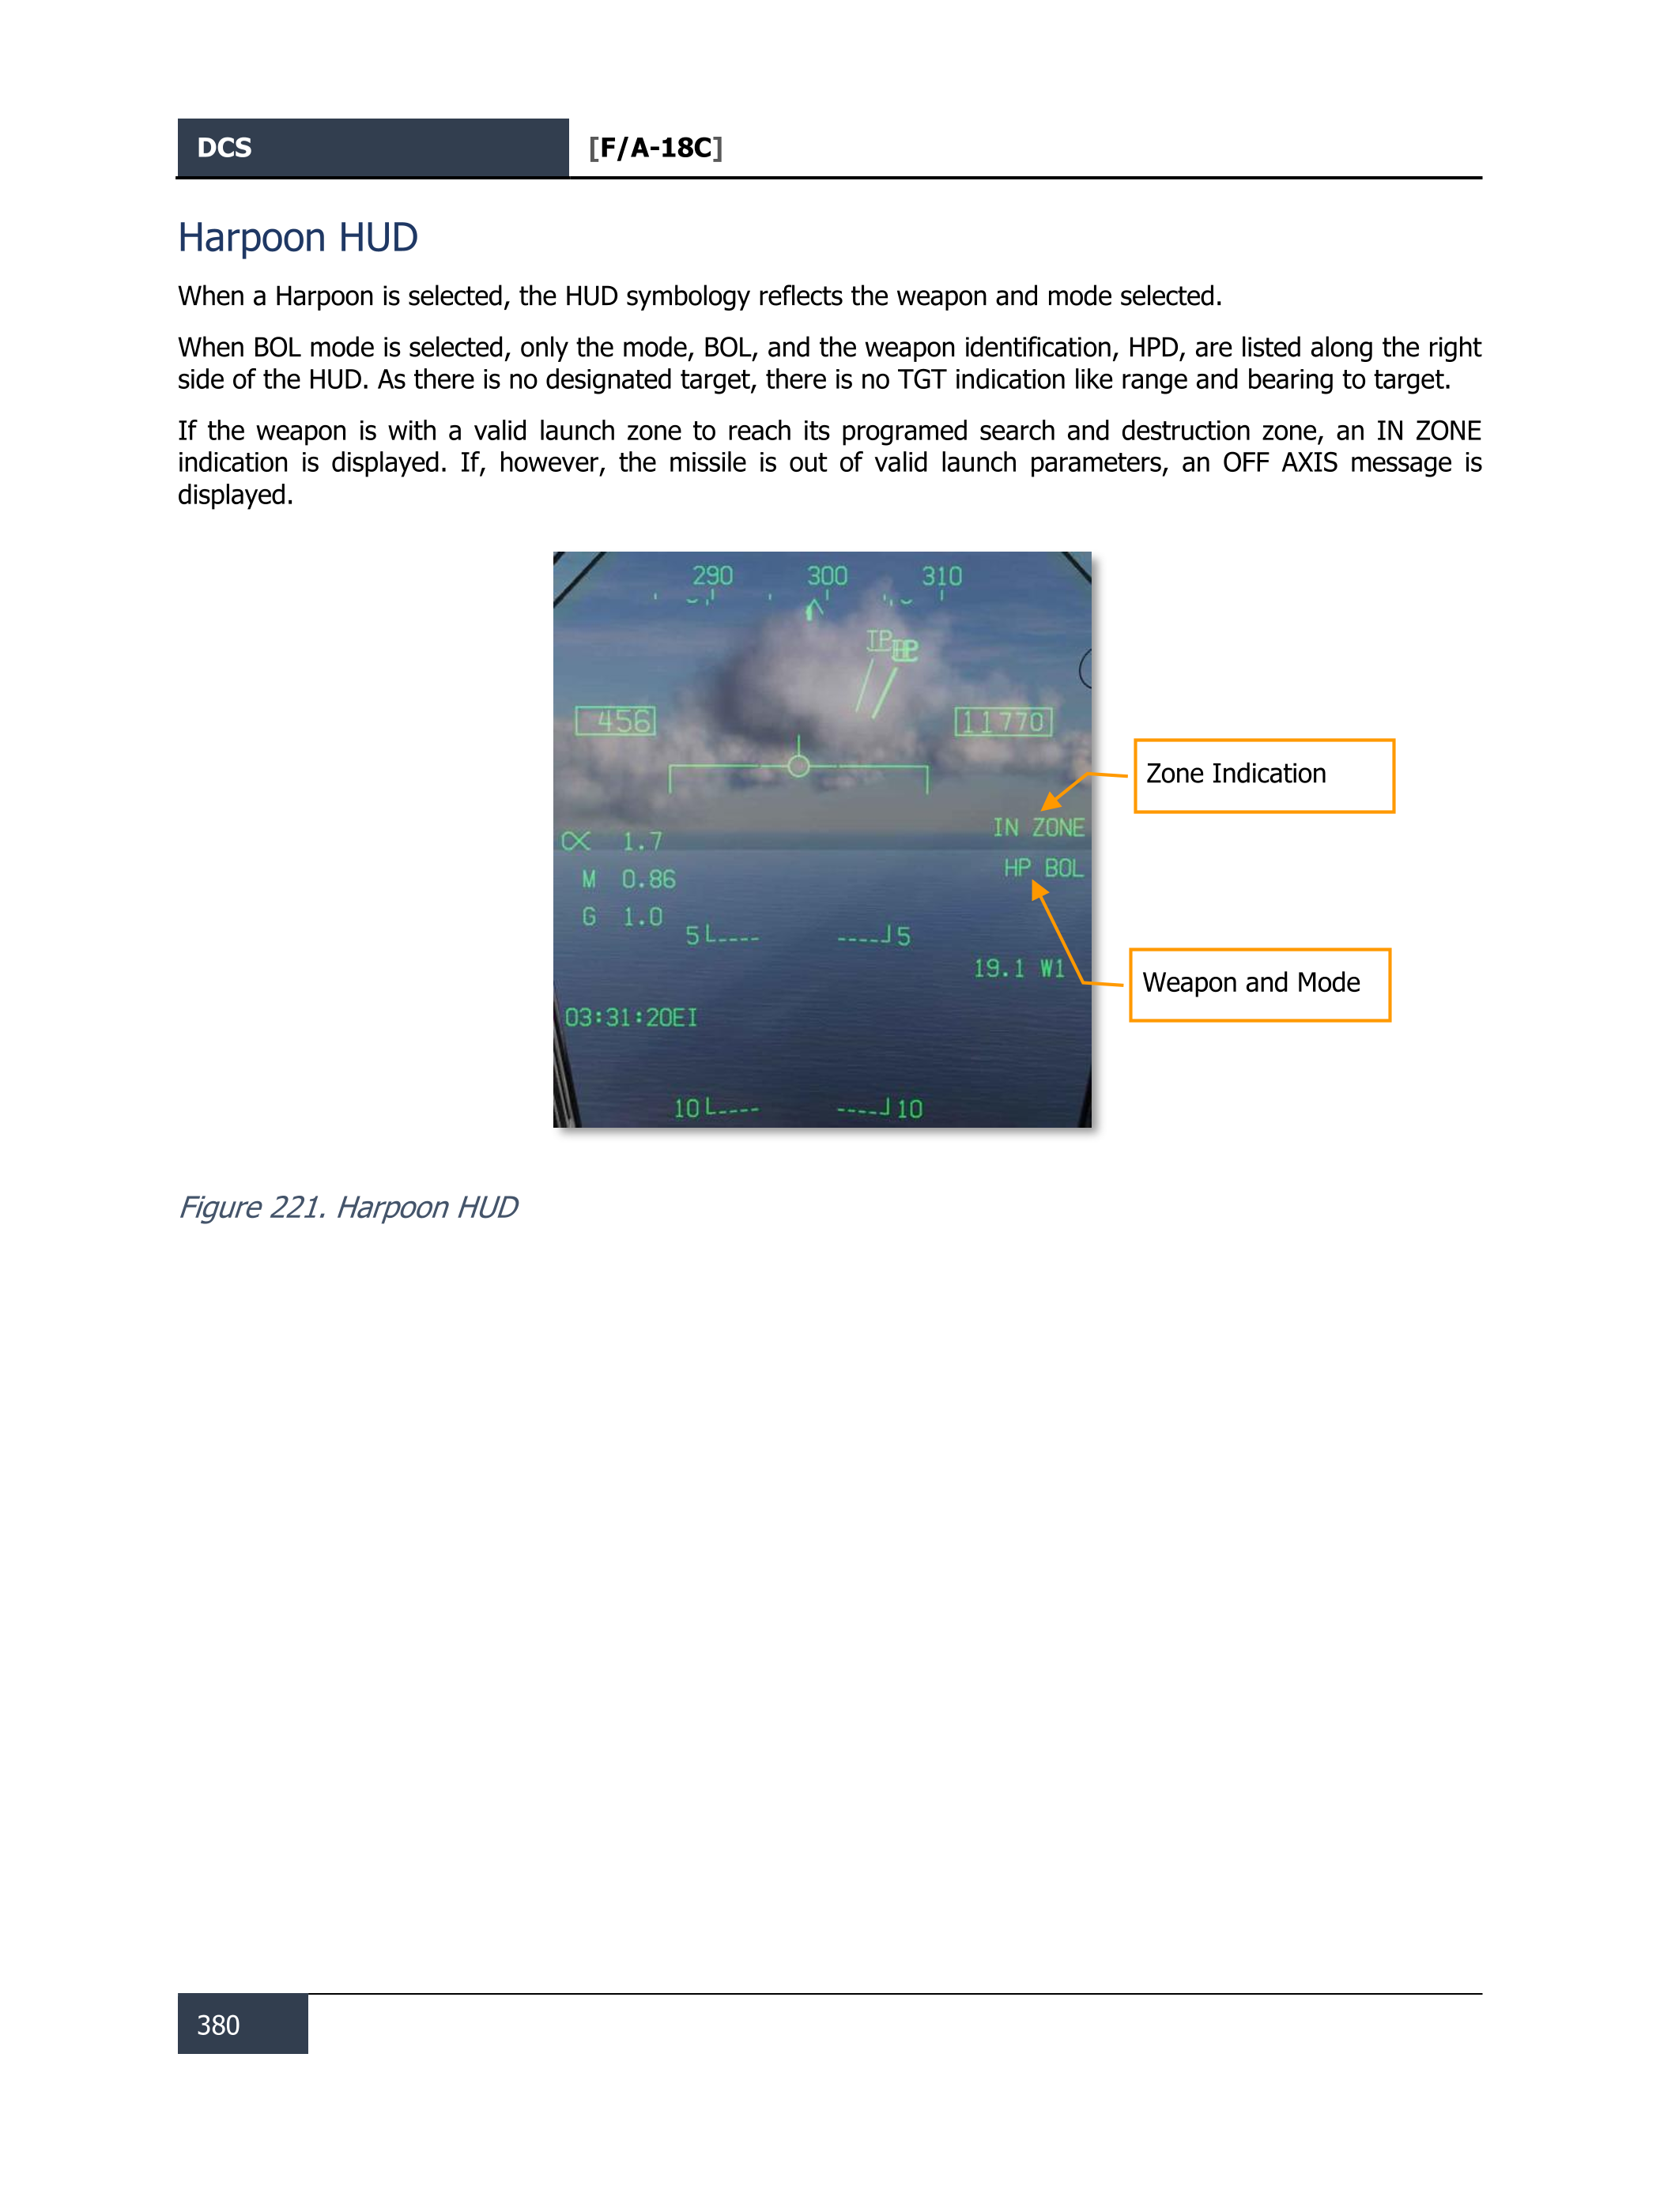 DCS [F/A-18C]
Harpoon HUD
When a Harpoon is selected, the HUD symbology reflects the weapon and mode selected.
When BOL mode is selected, only the mode, BOL, and the weapon identification, HPD, are listed along the right
side of the HUD. As there is no designated target, there is no TGT indication like range and bearing to target.
If the weapon is with a valid launch zone to reach its programed search and destruction zone, an IN ZONE
indication is displayed. If, however, the missile is out of valid launch parameters, an OFF AXIS message is
displayed.
290 300 310
TP
456 11770
Zone Indication
IN ZONE
α 1.7
HP BOL
M 0.86
G 1.0
5 5
19.1 W1
Weapon and Mode
03:31:20EI
10 10
Figure 221. Harpoon HUD
380